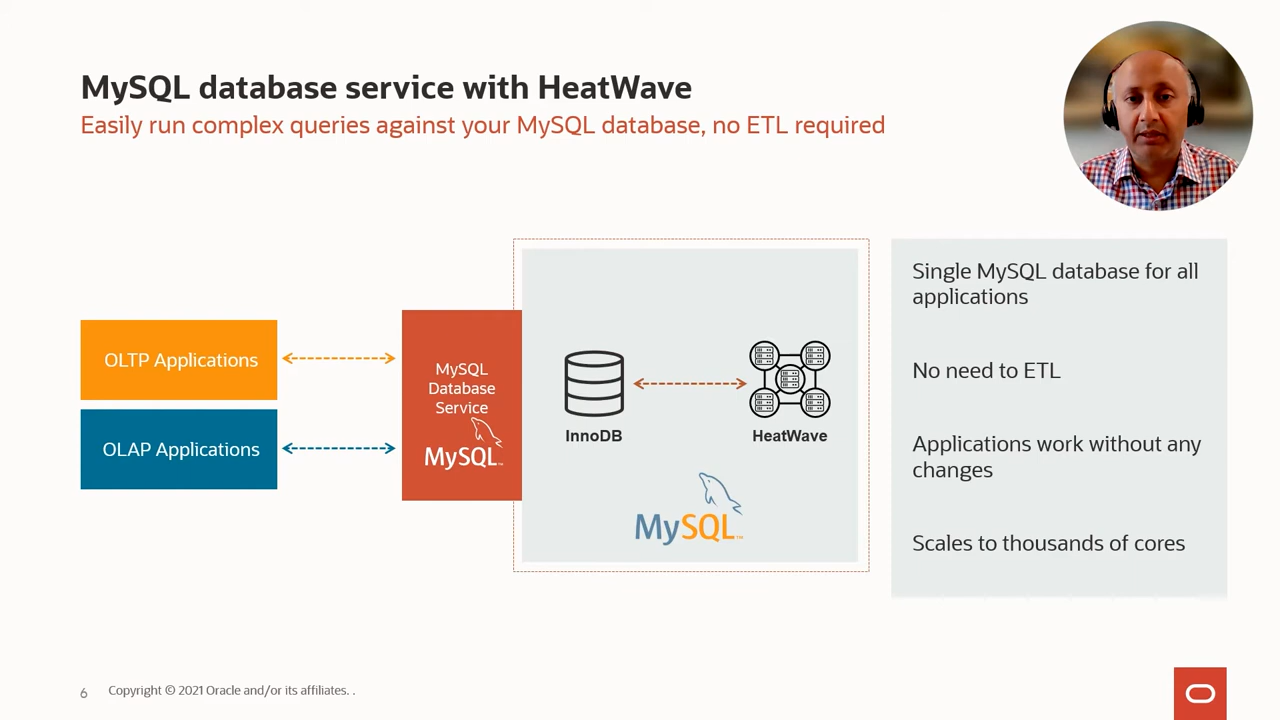 MySQL database service with HeatWave
Easily run complex queries against your MySQL database, no ETL required
OLTP Applications
OLAP Applications
MySQL
Database
Service
MySQL™
InnoDB
HeatWave
MySQL™
Single MySQL database for all
applications
No need to ETL
Applications work without any
changes
Scales to thousands of cores
6
Copyright © 2021 Oracle and/or its affiliates. .